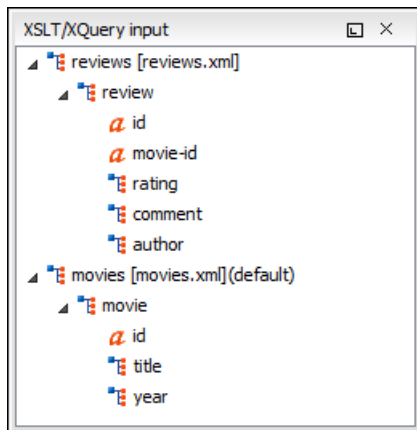 XSLT/XQuery input
reviews [reviews.xml]
review
a id
a movie-id
rating
comment
author
movies [movies.xml](default)
movie
a id
title
year